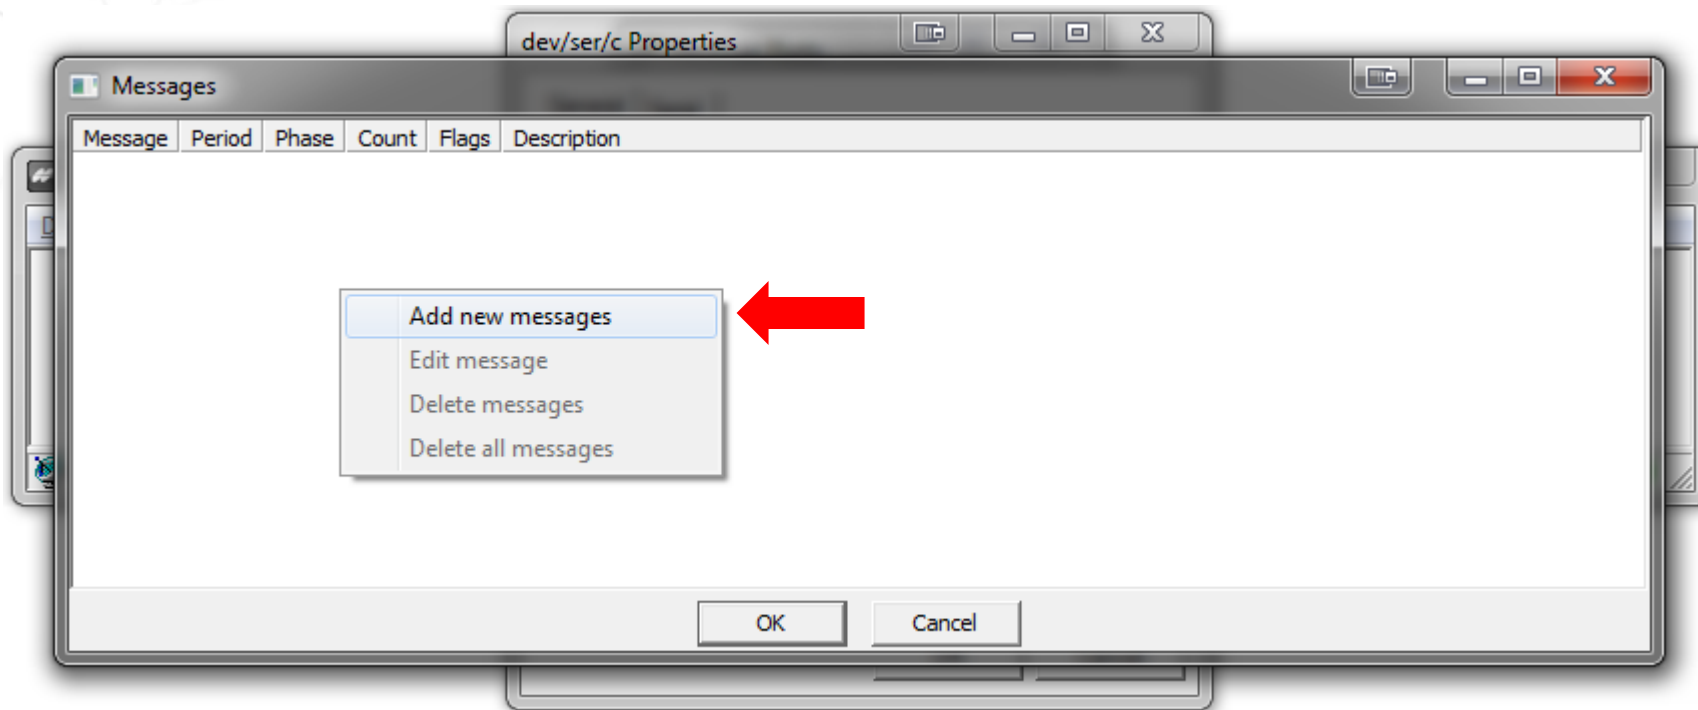 dev/ser/c Properties
Messages
Message Period Phase Count Flags Description
D
Add new messages
Edit message
Delete messages
Delete all messages
OK Cancel